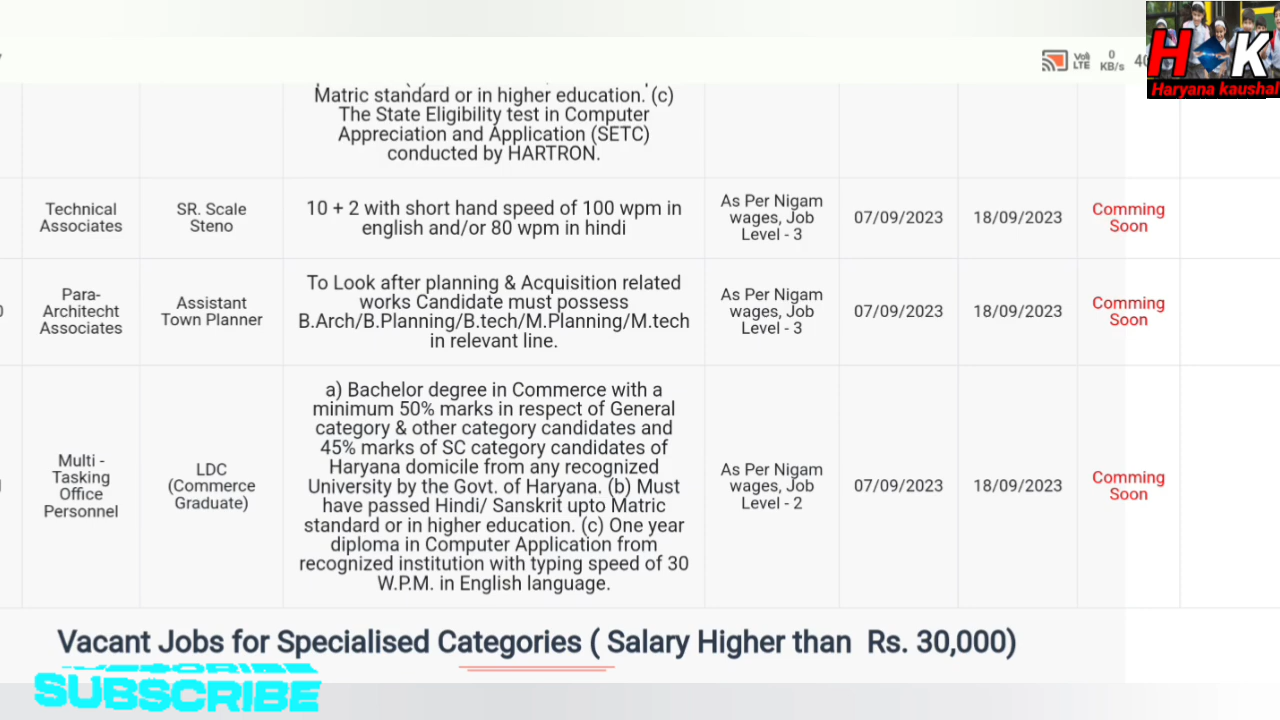 Voll
LTE
0
KB/s
40
H K
Haryana kaushal
Matric standard or in higher education. (c)
The State Eligibility test in Computer
Appreciation and Application (SETC)
conducted by HARTRON.
Technical
Associates
SR. Scale
Steno
10 + 2 with short hand speed of 100 wpm in
english and/or 80 wpm in hindi
As Per Nigam
wages, Job
Level - 3
07/09/2023
18/09/2023
Comming
Soon
Para-
Architecht
Associates
Assistant
Town Planner
To Look after planning & Acquisition related
works Candidate must possess
B.Arch/B.Planning/B.tech/M.Planning/M.tech
in relevant line.
As Per Nigam
wages, Job
Level - 3
07/09/2023
18/09/2023
Comming
Soon
Multi -
Tasking
Office
Personnel
LDC
(Commerce
Graduate)
a) Bachelor degree in Commerce with a
minimum 50% marks in respect of General
category & other category candidates and
45% marks of SC category candidates of
Haryana domicile from any recognized
University by the Govt. of Haryana. (b) Must
have passed Hindi/ Sanskrit upto Matric
standard or in higher education. (c) One year
diploma in Computer Application from
recognized institution with typing speed of 30
W.P.M. in English language.
As Per Nigam
wages, Job
Level - 2
07/09/2023
18/09/2023
Comming
Soon
Vacant Jobs for Specialised Categories ( Salary Higher than Rs. 30,000)
SUBSCRIBE